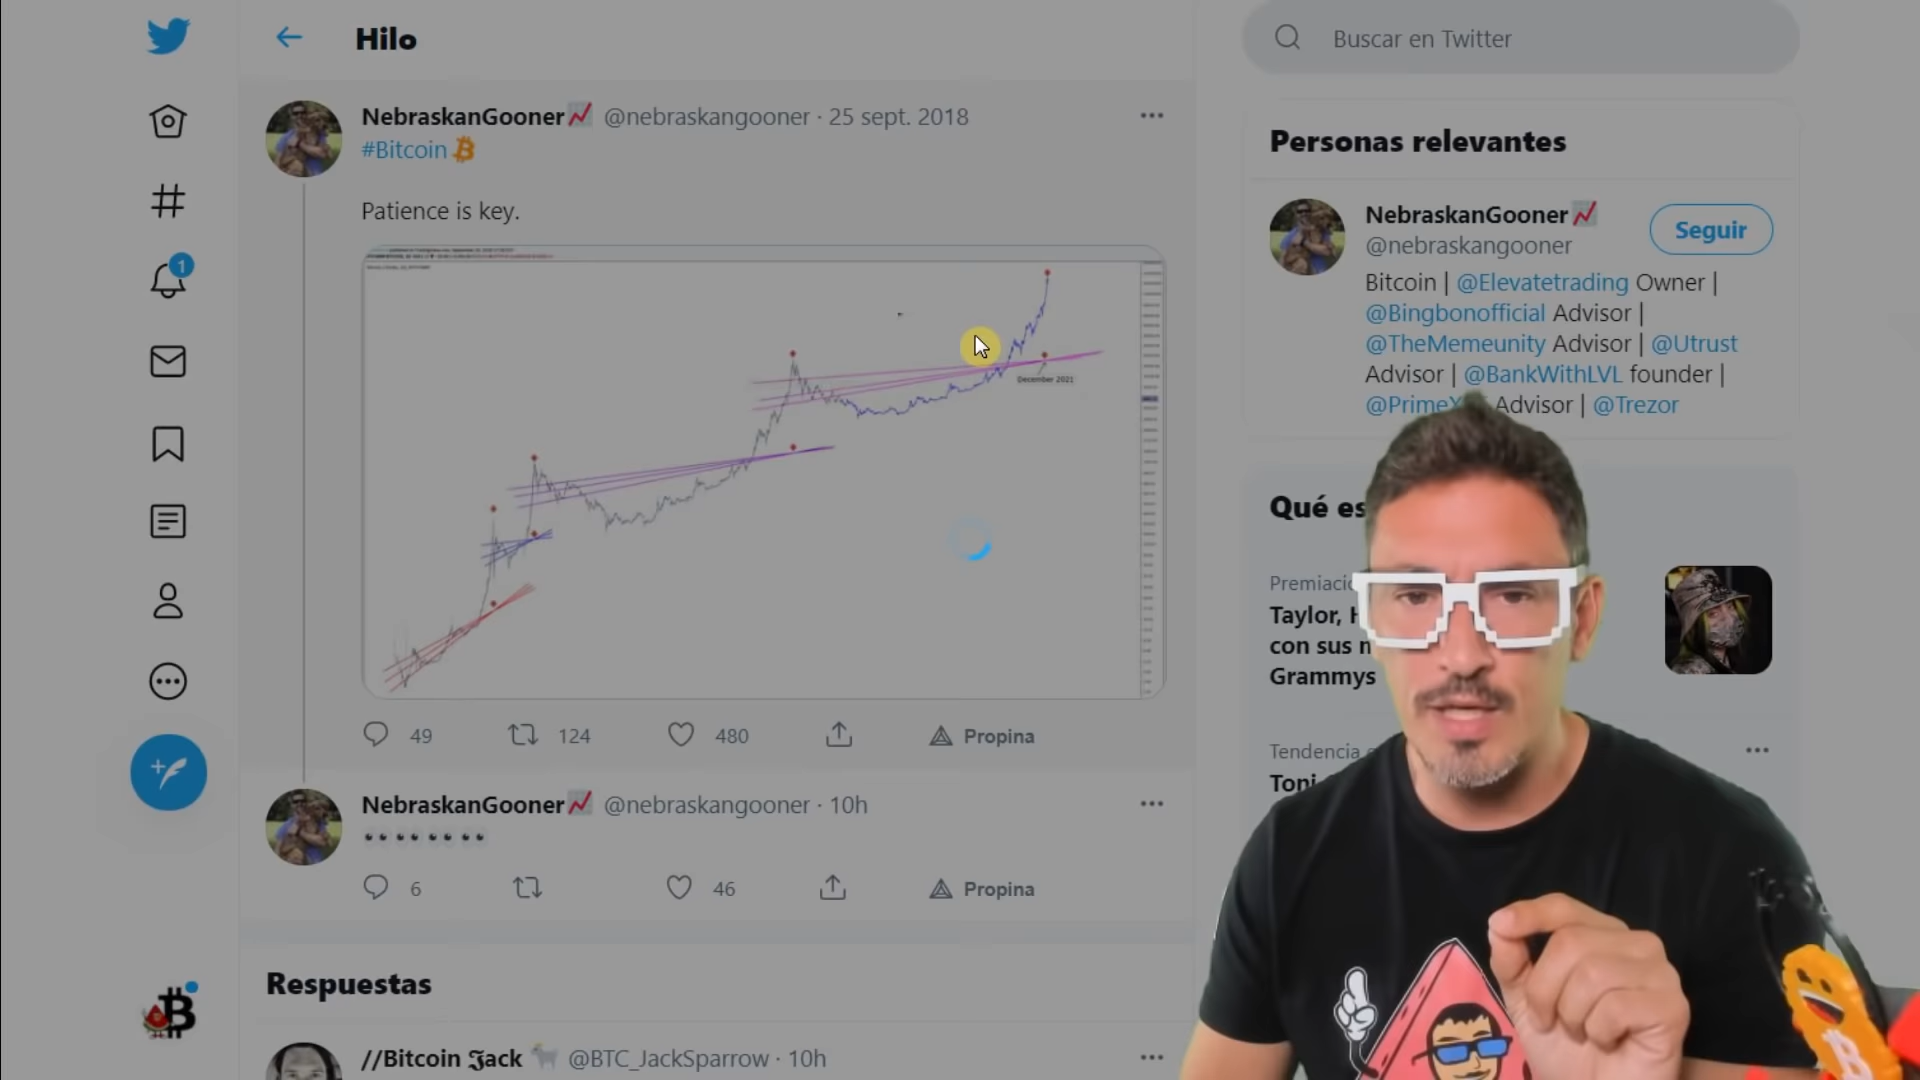 Hilo
Buscar en Twitter
NebraskanGooner @nebraskangooner · 25 sept. 2018
#Bitcoin
Patience is key.
December 2021
49
124
480
Propina
NebraskanGooner @nebraskangooner · 10h
6
46
Propina
Respuestas
//Bitcoin 𝕵ack @BTC_JackSparrow · 10h
1
Personas relevantes
NebraskanGooner
@nebraskangooner
Seguir
Bitcoin | @Elevatetrading Owner |
@Bingbonofficial Advisor |
@TheMemeunity Advisor | @Utrust
Advisor | @BankWithLVL founder |
Advisor | @Trezor
Qué es
Taylor, H
con sus
Grammys
Tendencia
Toni